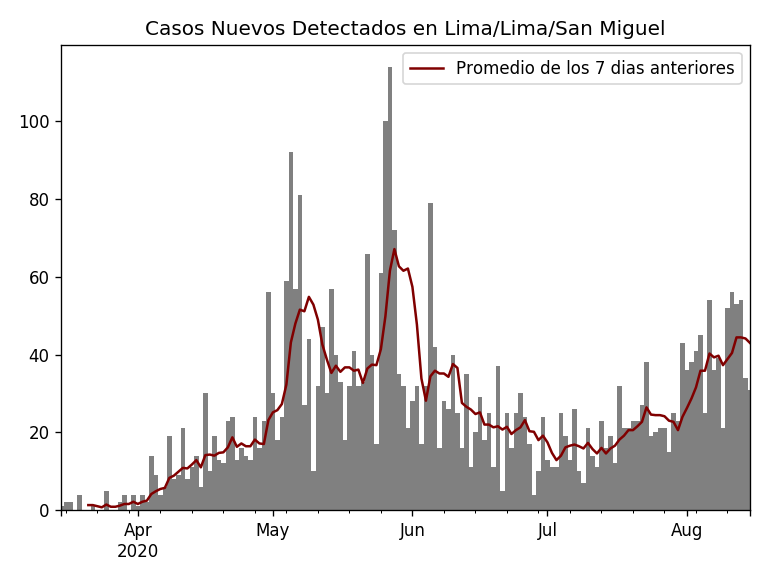 Casos Nuevos Detectados en Lima/Lima/San Miguel
Promedio de los 7 dias anteriores
100
80
60
40
20
0
Apr May Jun Jul Aug
2020